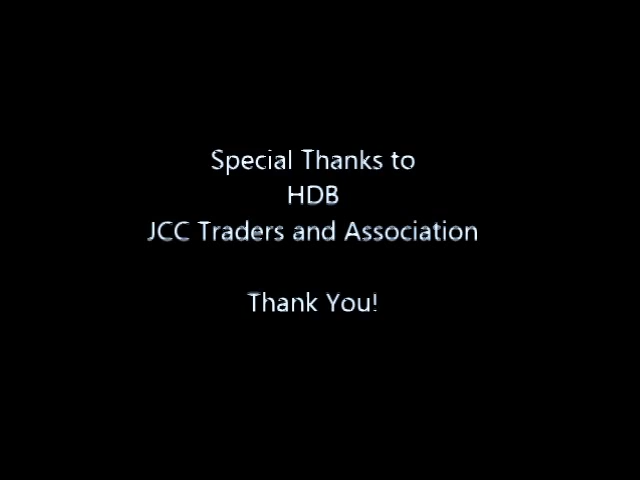 Special Thanks to
HDB
JCC Traders and Association
Thank You!